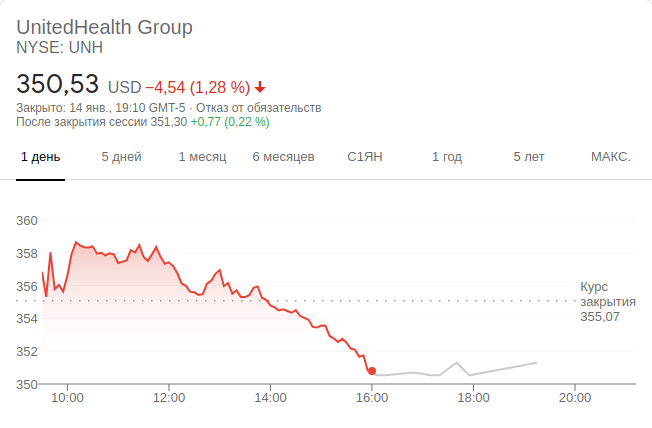 UnitedHealth Group
NYSE: UNH
350,53 USD −4,54 (1,28 %)
Закрыто: 14 янв., 19:10 GMT-5 · Отказ от обязательств
После закрытия сессии 351,30 +0,77 (0,22 %)
1 день 5 дней 1 месяц 6 месяцев С1ЯН 1 год 5 лет МАКС.
360
358
356
354
352
350
Курс
закрытия
355,07
10:00 12:00 14:00 16:00 18:00 20:00